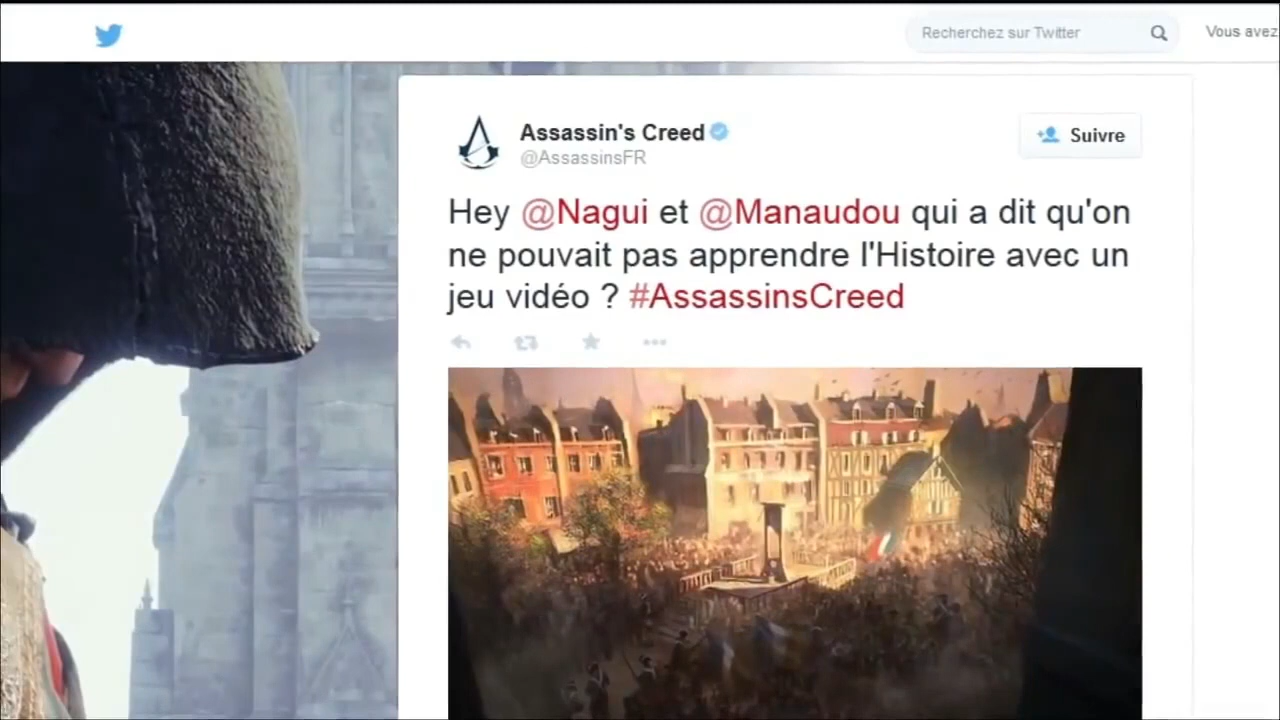 Recherchez sur Twitter
Vous avez
Assassin's Creed
@AssassinsFR
Suivre
Hey @Nagui et @Manaudou qui a dit qu'on
ne pouvait pas apprendre l'Histoire avec un
jeu vidéo ? #AssassinsCreed